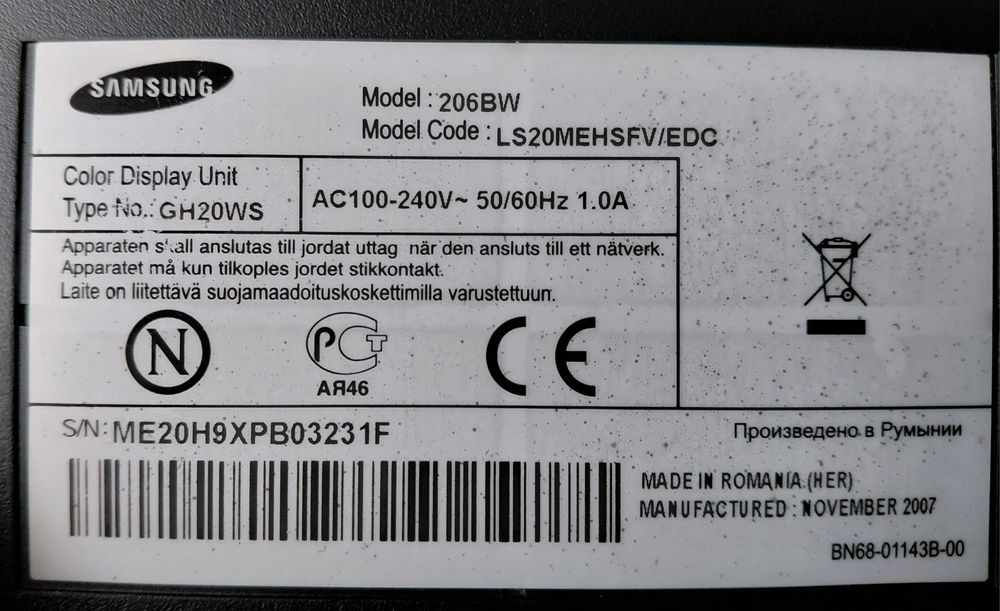 SAMSUNG
Model : 206BW
Model Code : LS20MEHSFV/EDC
Color Display Unit
Type No.: GH20WS
AC100-240V~ 50/60Hz 1.0A
Apparaten skall anslutas till jordat uttag när den ansluts till ett nätverk.
Apparatet må kun tilkoples jordet stikkontakt.
Laite on liitettävä suojamaadoituskoskettimilla varustettuun.
N
РСТ
АЯ46
CE
S/N: ME20H9XPB03231F
Произведено в Румынии
MADE IN ROMANIA (HER)
MANUFACTURED : NOVEMBER 2007
BN68-01143B-00